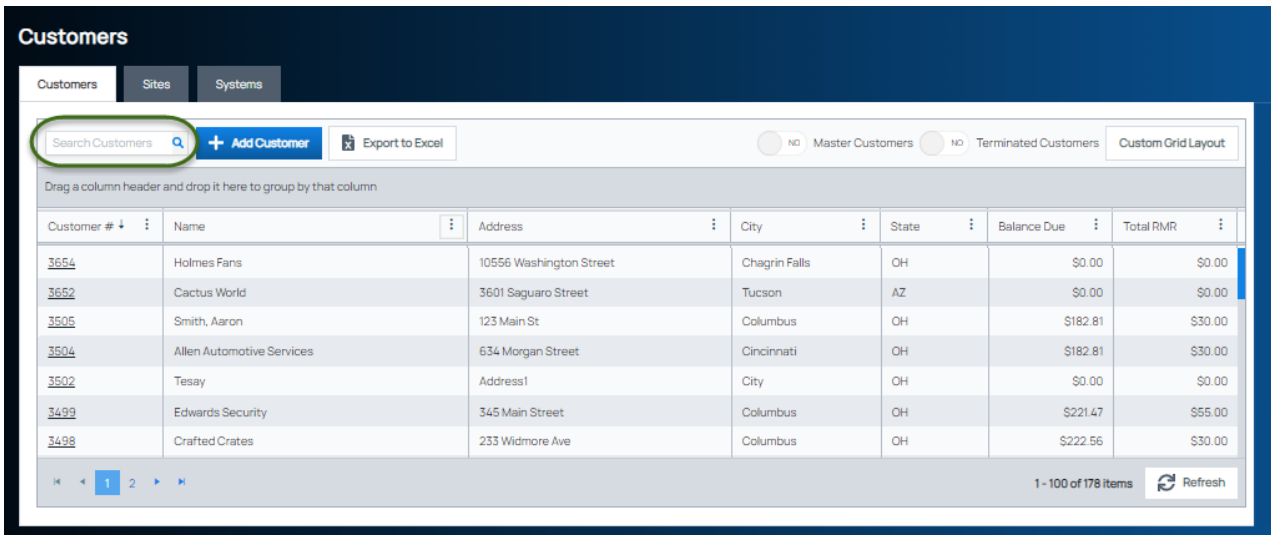 Customers
Customers Sites Systems
Search Customers + Add Customer Export to Excel NO Master Customers NO Terminated Customers Custom Grid Layout
Drag a column header and drop it here to group by that column
Customer # ↓ Name Address City State Balance Due Total RMR
3654 Holmes Fans 10556 Washington Street Chagrin Falls OH $0.00 $0.00
3652 Cactus World 3601 Saguaro Street Tucson AZ $0.00 $0.00
3505 Smith, Aaron 123 Main St Columbus OH $182.81 $30.00
3504 Allen Automotive Services 634 Morgan Street Cincinnati OH $182.81 $30.00
3502 Tesay Address1 City OH $0.00 $0.00
3499 Edwards Security 345 Main Street Columbus OH $221.47 $55.00
3498 Crafted Crates 233 Widmore Ave Columbus OH $222.56 $30.00
1 2 1 - 100 of 178 items Refresh